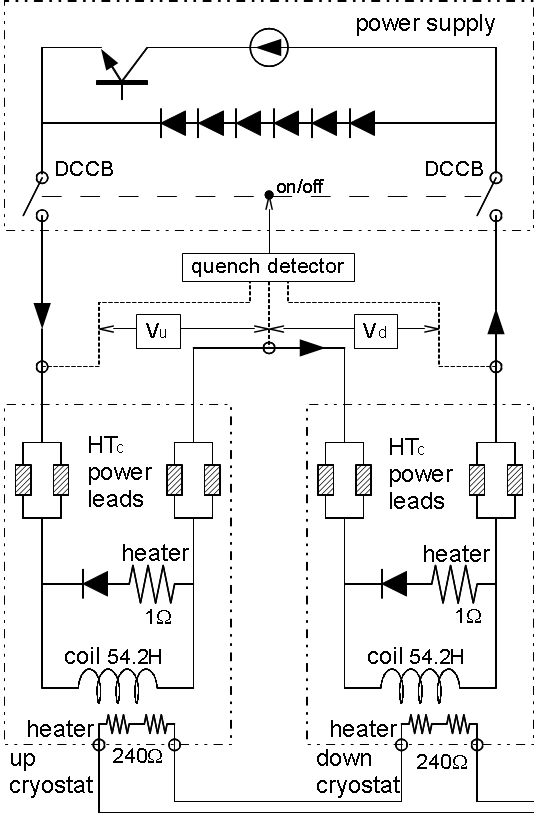 power supply
DCCB
DCCB
on/off
quench detector
Vu
Vd
HTc
power
leads
HTc
power
leads
heater
heater
1Ω
1Ω
coil 54.2H
coil 54.2H
heater
heater
240Ω
240Ω
up
cryostat
down
cryostat